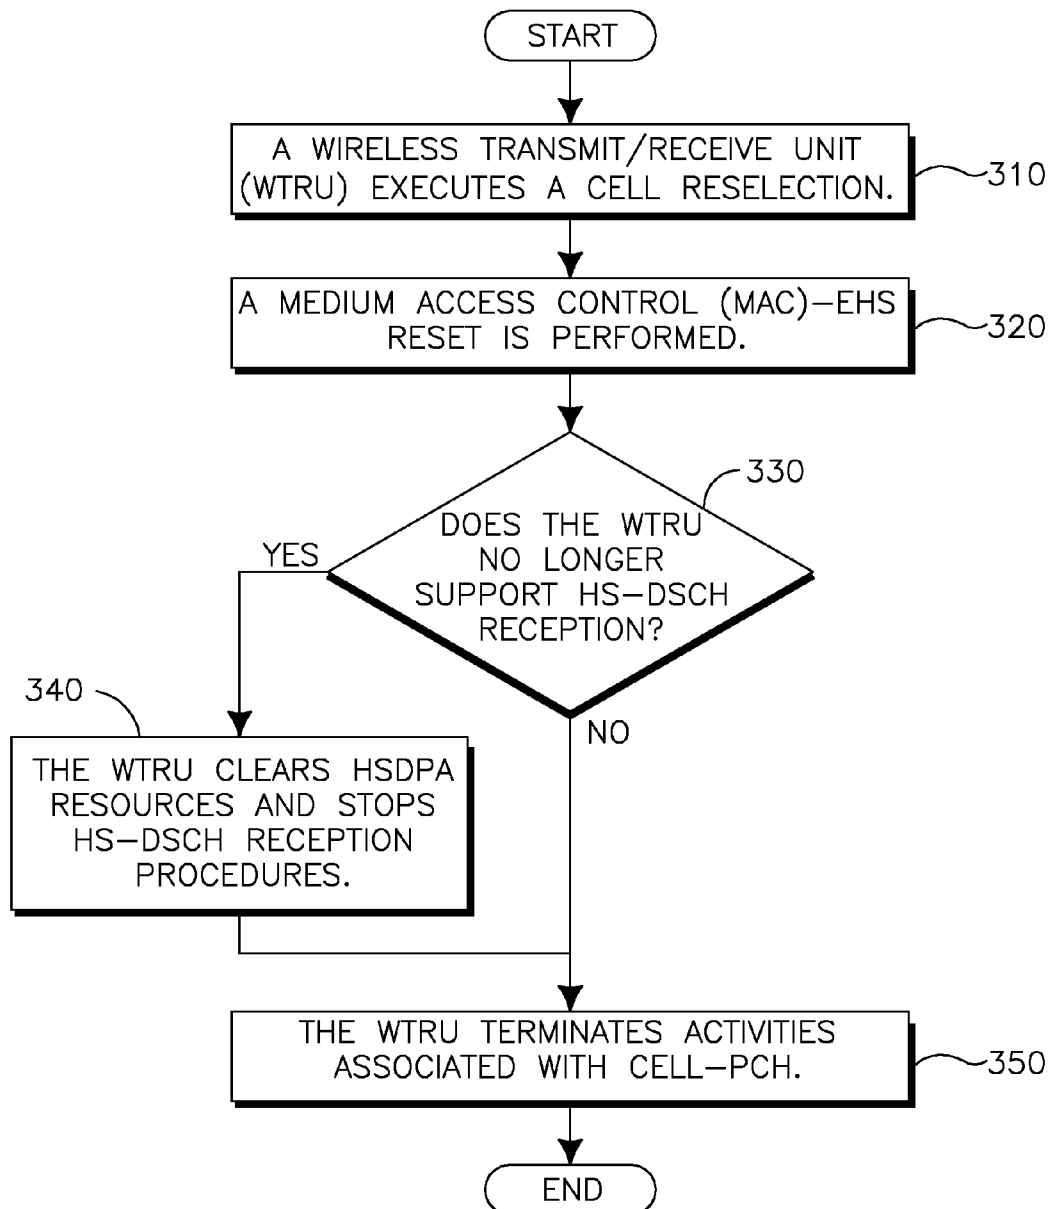 START
A WIRELESS TRANSMIT/RECEIVE UNIT
(WTRU) EXECUTES A CELL RESELECTION.
310
A MEDIUM ACCESS CONTROL (MAC)-EHS
RESET IS PERFORMED.
320
330
DOES THE WTRU
NO LONGER
SUPPORT HS-DSCH
RECEPTION?
YES
NO
340
THE WTRU CLEARS HSDPA
RESOURCES AND STOPS
HS-DSCH RECEPTION
PROCEDURES.
THE WTRU TERMINATES ACTIVITIES
ASSOCIATED WITH CELL-PCH.
350
END